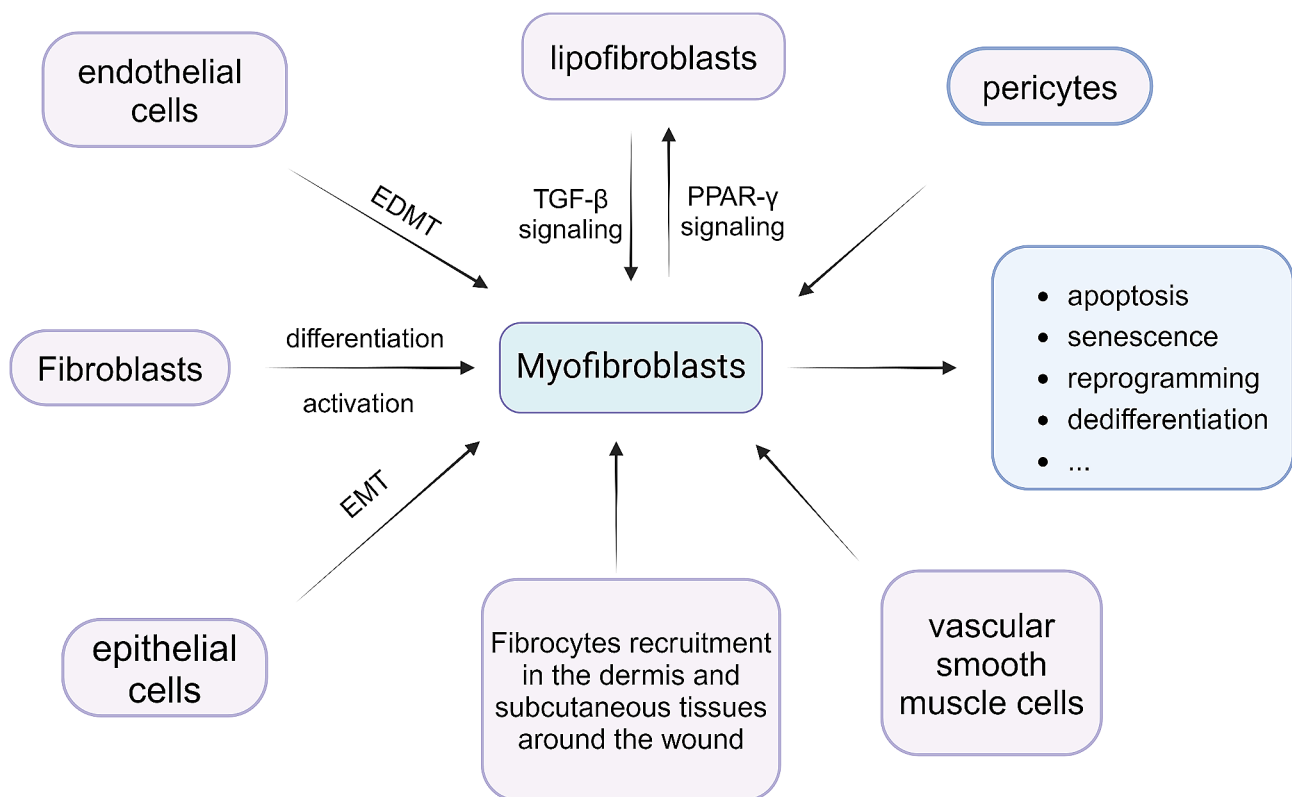 endothelial
cells
lipofibroblasts
pericytes
EDMT
TGF-β
signaling
PPAR-γ
signaling
Fibroblasts
differentiation
activation
Myofibroblasts
• apoptosis
• senescence
• reprogramming
• dedifferentiation
• ...
EMT
epithelial
cells
Fibrocytes recruitment
in the dermis and
subcutaneous tissues
around the wound
vascular
smooth
muscle cells